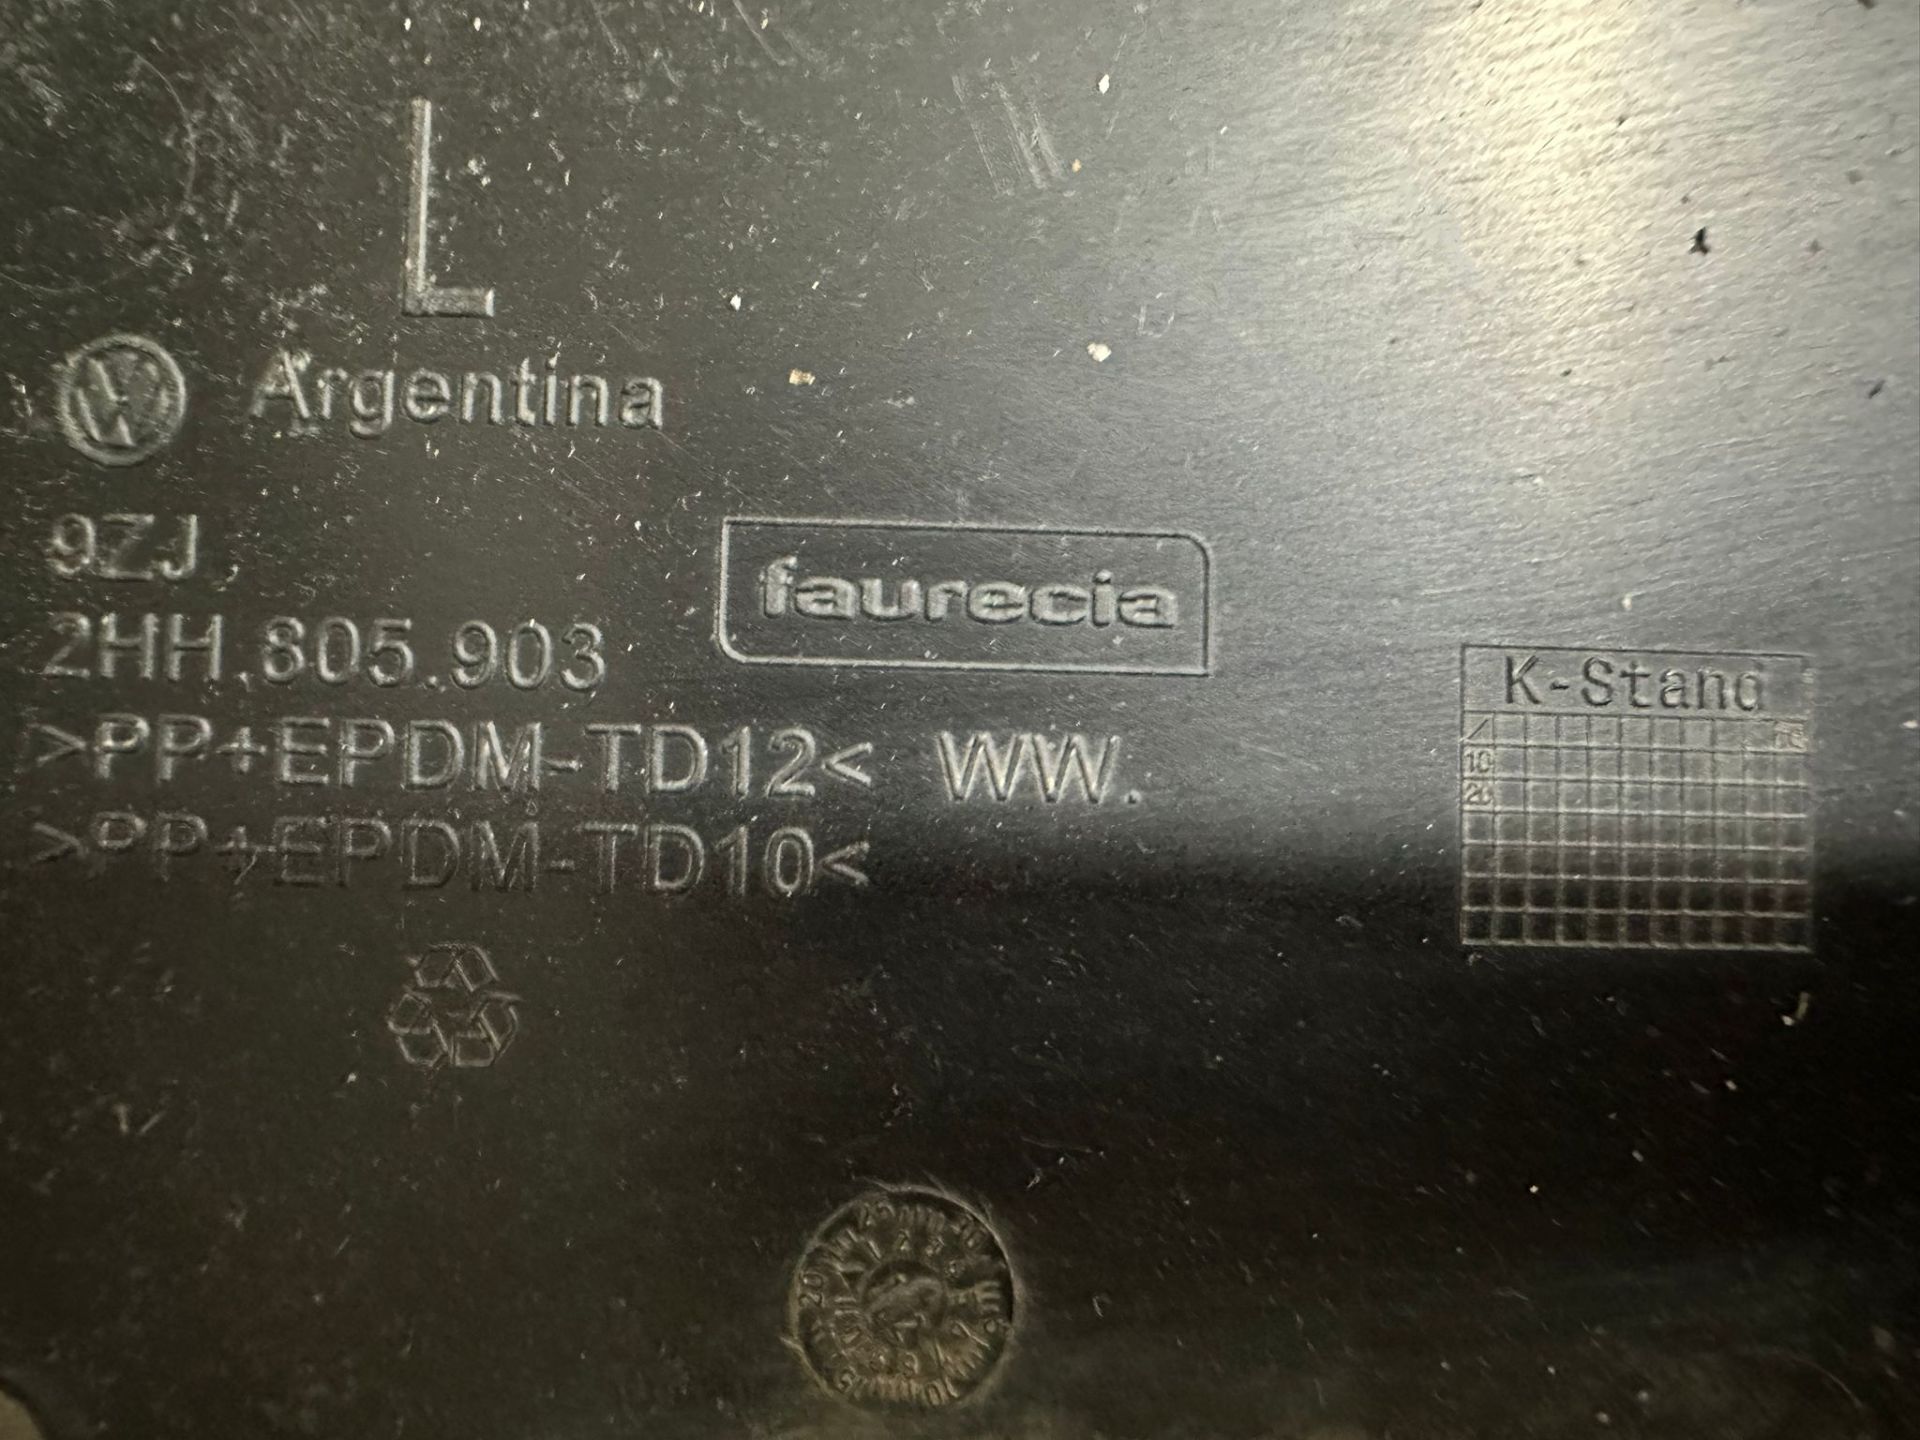 L
Argentina
9ZJ
2HH.805.903
faurecia
>PP+EPDM-TD12< WW.
>PP+EPDM-TD10<
K-Stand
10
20